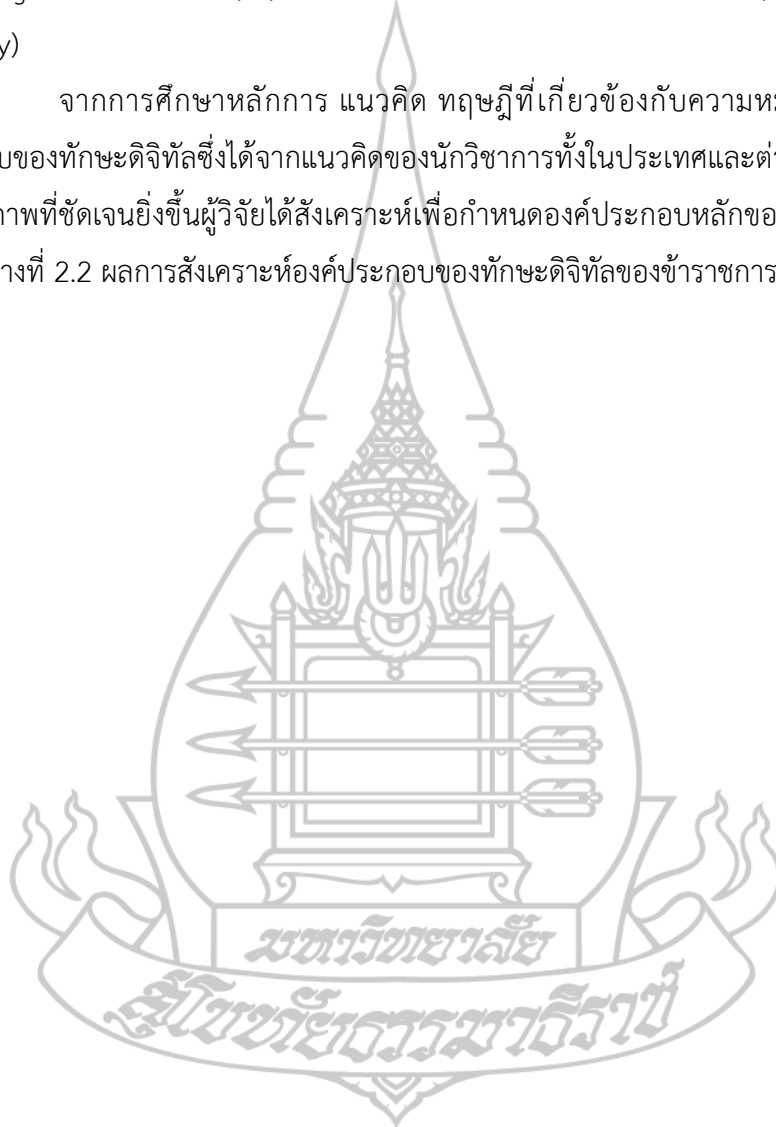 y)
จากการศึกษาหลักการ แนวคิด ทฤษฎีที่เกี่ยวข้องกับความห
บของทักษะดิจิทัลซึ่งได้จากแนวคิดของนักวิชาการทั้งในประเทศและต่
ภาพที่ชัดเจนยิ่งขึ้นผู้วิจัยได้สังเคราะห์เพื่อกำหนดองค์ประกอบหลักขอ
างที่ 2.2 ผลการสังเคราะห์องค์ประกอบของทักษะดิจิทัลของข้าราชการ
มหาวิทยาลัย
สุโขทัยธรรมาธิราช